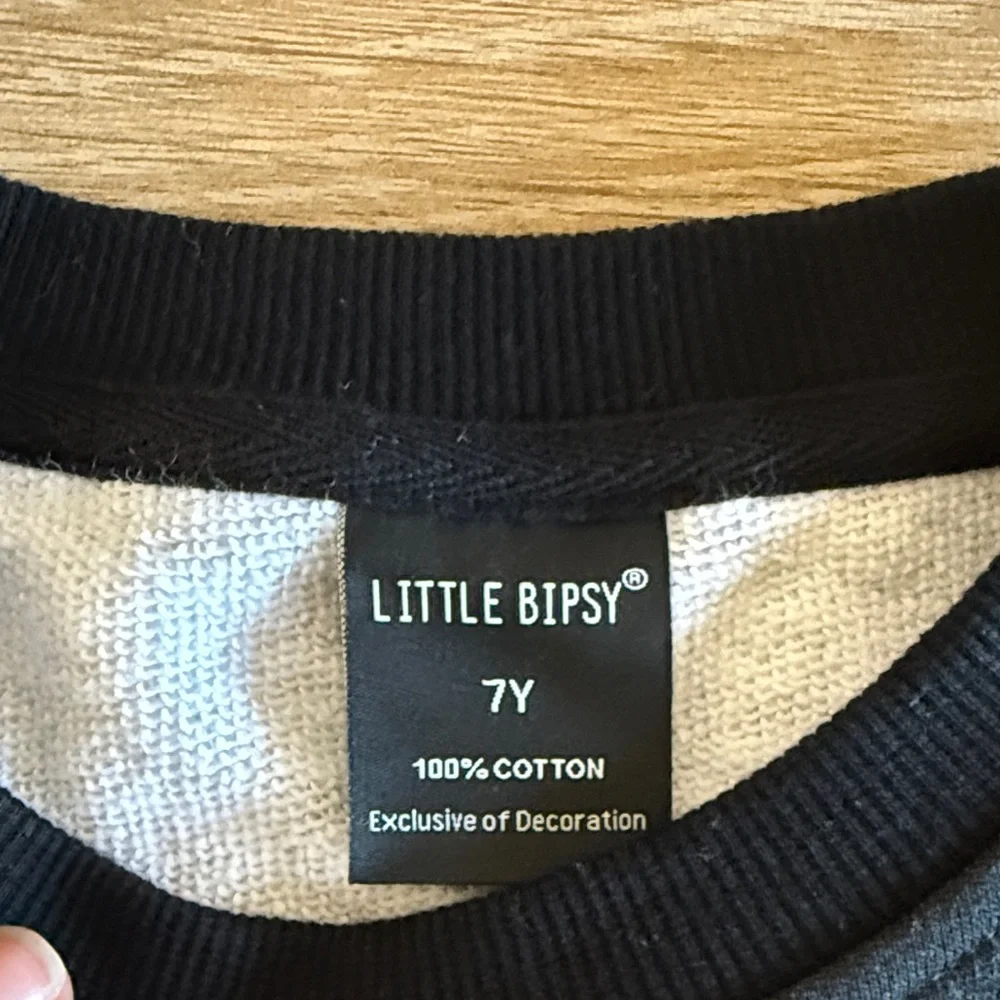 LITTLE BIPSY®
7Y
100% COTTON
Exclusive of Decoration